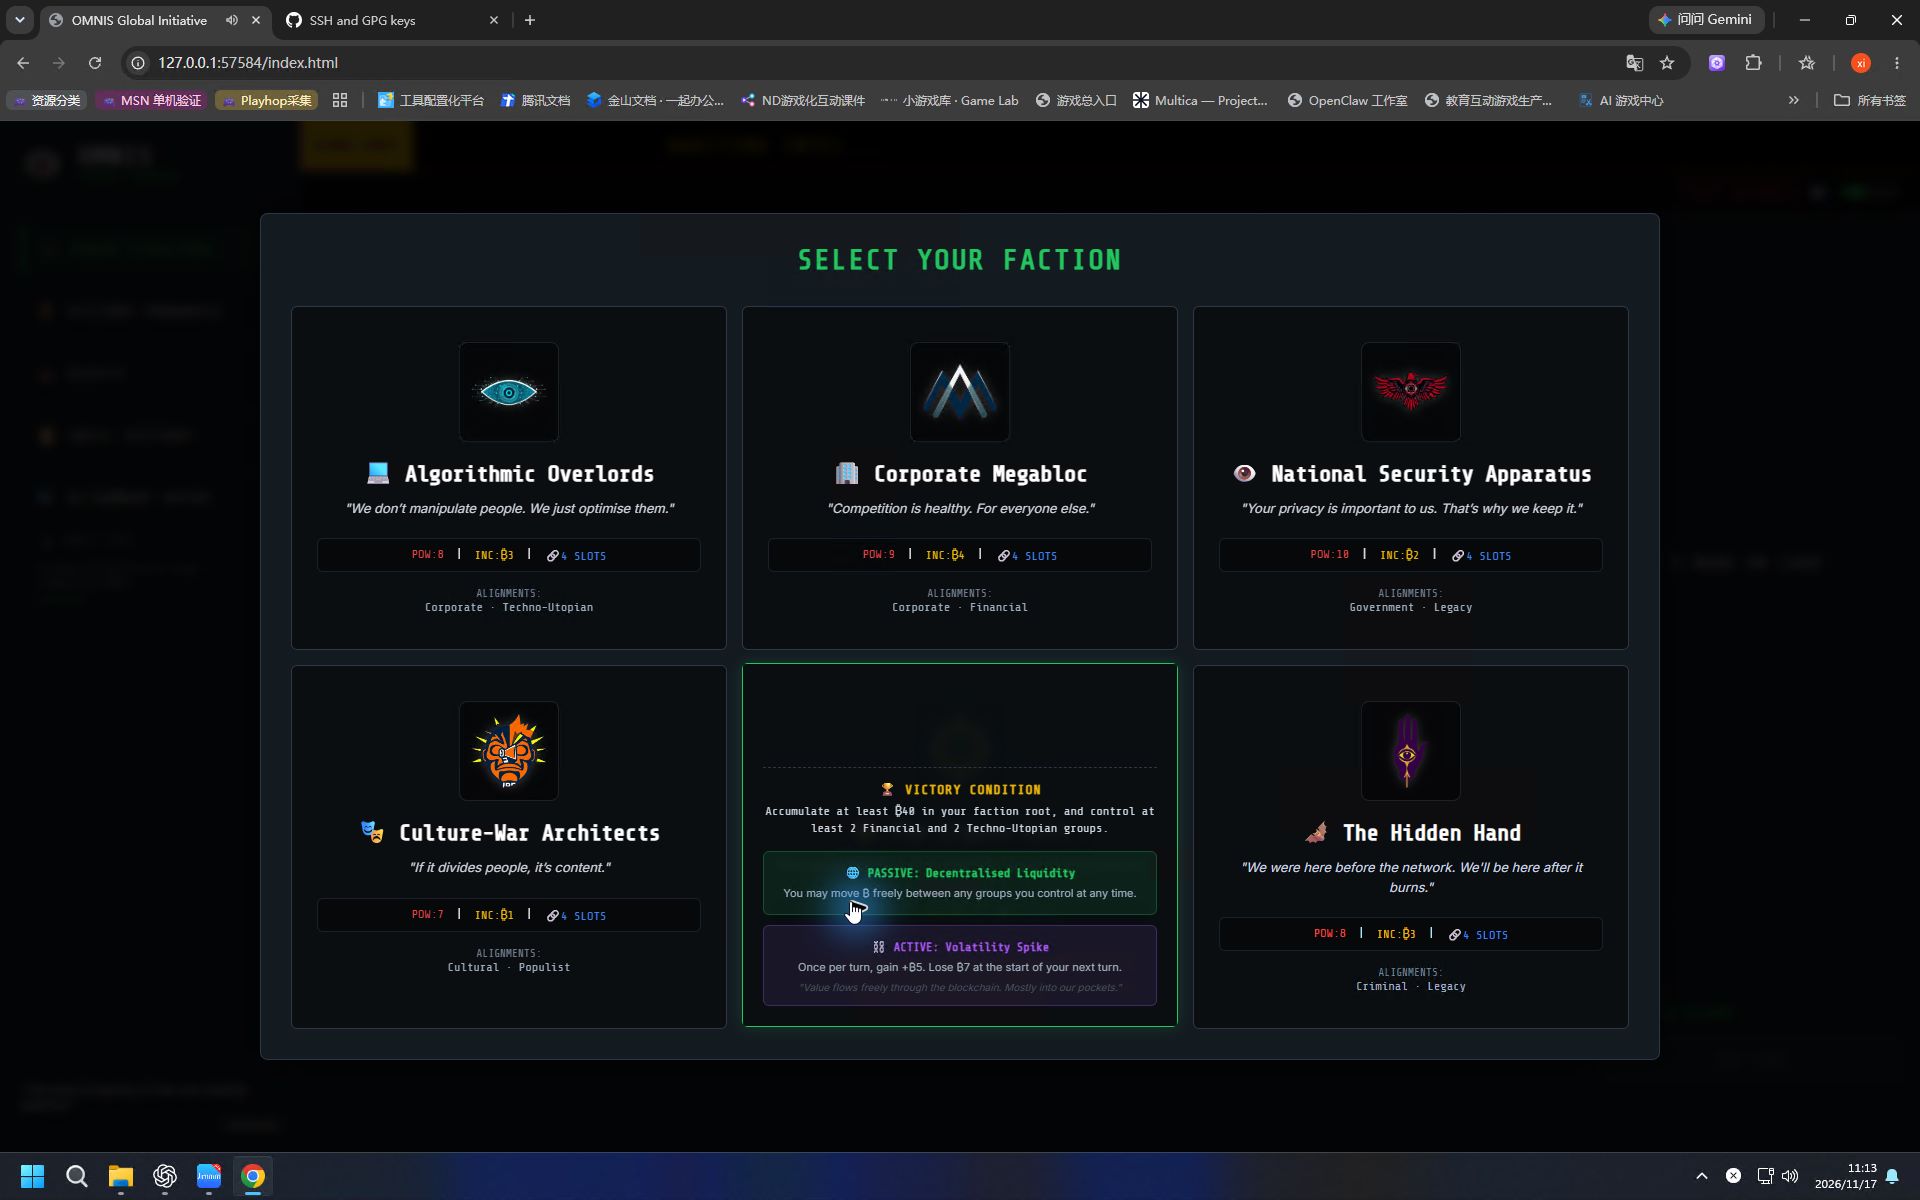 OMNIS Global Initiative
SSH and GPG keys
问问 Gemini
127.0.0.1:57584/index.html
资源分类
MSN 单机验证
Playhop采集
工具配置化平台
腾讯文档
金山文档 · 一起办公...
ND游戏化互动课件
小游戏库 · Game Lab
游戏总入口
Multica — Project...
OpenClaw 工作室
教育互动游戏生产...
AI 游戏中心
所有书签
SELECT YOUR FACTION
Algorithmic Overlords
"We don't manipulate people. We just optimise them."
POW:8 | INC:₿3 | 4 SLOTS
ALIGNMENTS:
Corporate · Techno-Utopian
Corporate Megabloc
"Competition is healthy. For everyone else."
POW:9 | INC:₿4 | 4 SLOTS
ALIGNMENTS:
Corporate · Financial
National Security Apparatus
"Your privacy is important to us. That's why we keep it."
POW:10 | INC:₿2 | 4 SLOTS
ALIGNMENTS:
Government · Legacy
Culture-War Architects
"If it divides people, it's content."
POW:7 | INC:₿1 | 4 SLOTS
ALIGNMENTS:
Cultural · Populist
VICTORY CONDITION
Accumulate at least ₿40 in your faction root, and control at
least 2 Financial and 2 Techno-Utopian groups.
PASSIVE: Decentralised Liquidity
You may move ₿ freely between any groups you control at any time.
ACTIVE: Volatility Spike
Once per turn, gain +₿5. Lose ₿7 at the start of your next turn.
"Value flows freely through the blockchain. Mostly into our pockets."
The Hidden Hand
"We were here before the network. We'll be here after it
burns."
POW:8 | INC:₿3 | 4 SLOTS
ALIGNMENTS:
Criminal · Legacy
11:13
2026/11/17